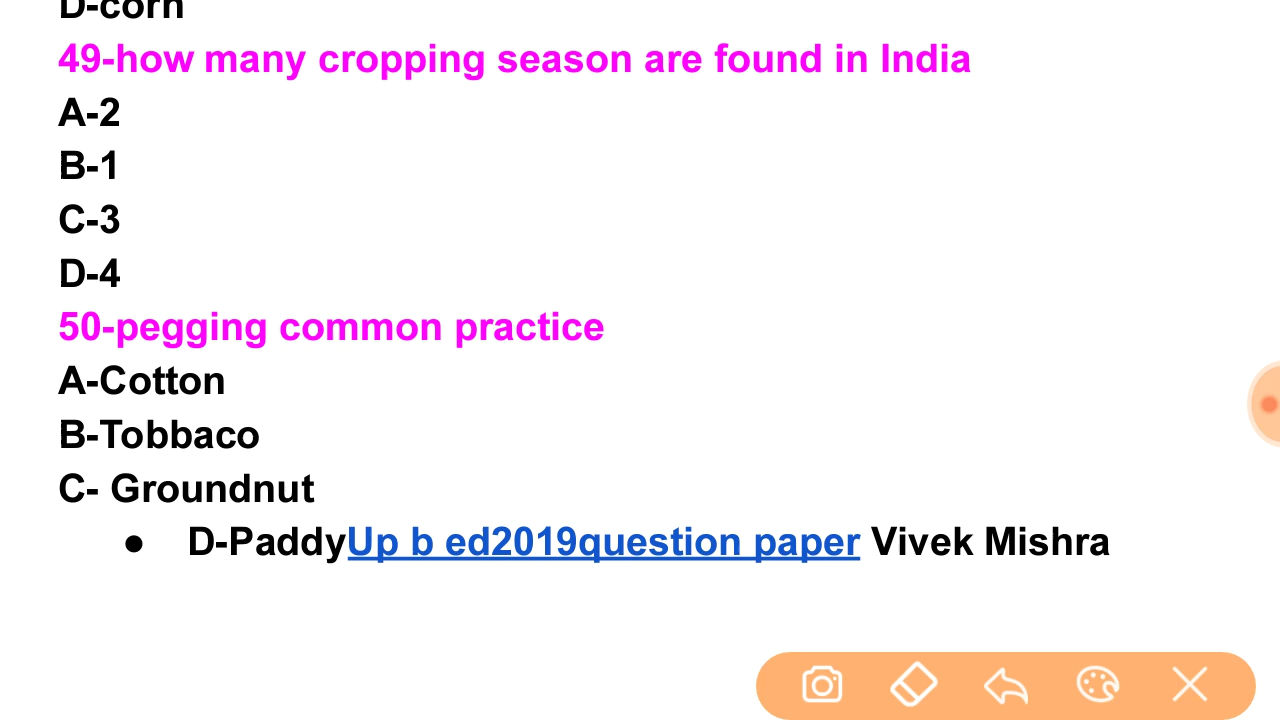 D-corn
49-how many cropping season are found in India
A-2
B-1
C-3
D-4
50-pegging common practice
A-Cotton
B-Tobbaco
C- Groundnut
● D-PaddyUp b ed2019question paper Vivek Mishra